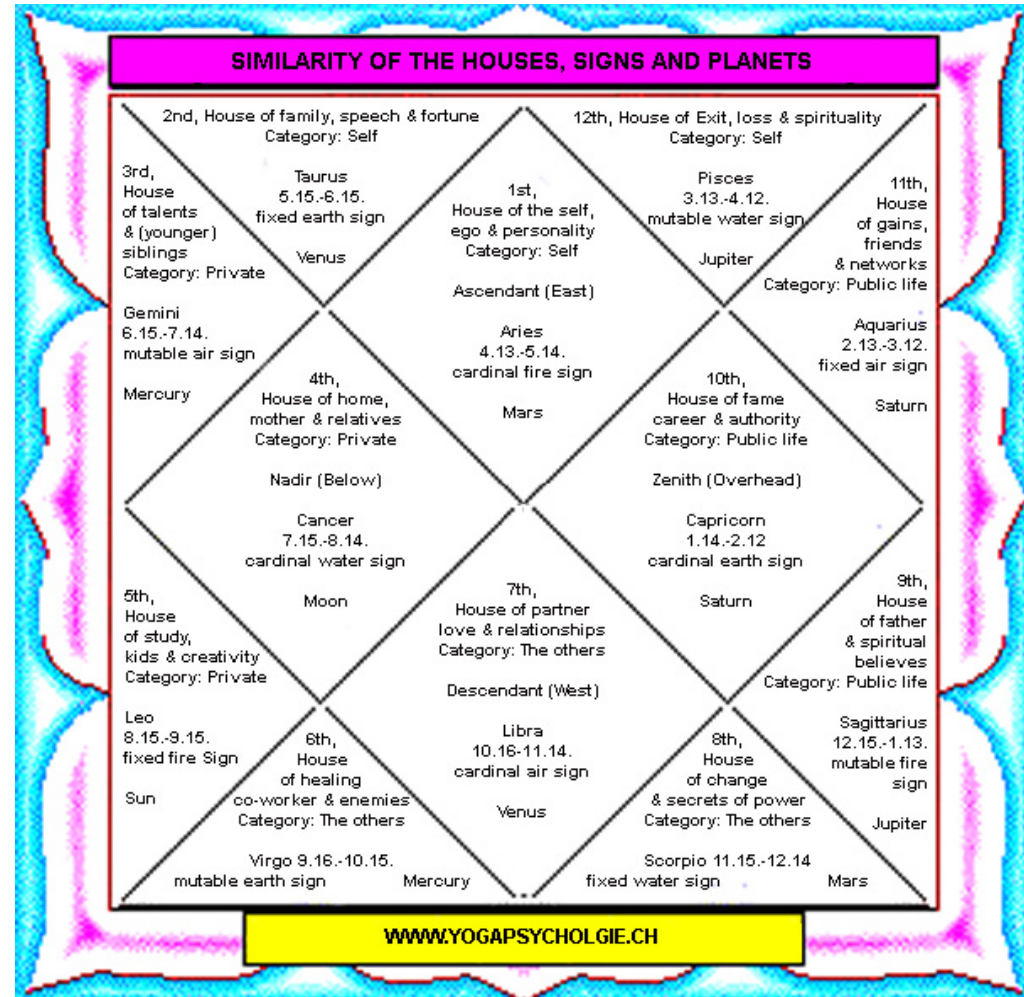 SIMILARITY OF THE HOUSES, SIGNS AND PLANETS
2nd, House of family, speech & fortune
Category: Self
Taurus
5.15.-6.15.
fixed earth sign
Venus
12th, House of Exit, loss & spirituality
Category: Self
Pisces
3.13.-4.12.
mutable water sign
Jupiter
3rd,
House
of talents
& (younger)
siblings
Category: Private
Gemini
6.15.-7.14.
mutable air sign
Mercury
1st,
House of the self,
ego & personality
Category: Self
Ascendant (East)
Aries
4.13.-5.14.
cardinal fire sign
Mars
11th,
House
of gains,
friends
& networks
Category: Public life
Aquarius
2.13.-3.12.
fixed air sign
Saturn
4th,
House of home,
mother & relatives
Category: Private
Nadir (Below)
Cancer
7.15.-8.14.
cardinal water sign
Moon
10th,
House of fame
career & authority
Category: Public life
Zenith (Overhead)
Capricorn
1.14.-2.12
cardinal earth sign
Saturn
5th,
House
of study,
kids & creativity
Category: Private
Leo
8.15.-9.15.
fixed fire Sign
Sun
7th,
House of partner
love & relationships
Category: The others
Descendant (West)
Libra
10.16-11.14.
cardinal air sign
Venus
9th,
House
of father
& spiritual
believes
Category: Public life
Sagittarius
12.15.-1.13.
mutable fire
sign
Jupiter
6th,
House
of healing
co-worker & enemies
Category: The others
Virgo 9.16.-10.15.
mutable earth sign
Mercury
8th,
House
of change
& secrets of power
Category: The others
Scorpio 11.15.-12.14
fixed water sign
Mars
WWW.YOGAPSYCHOLGIE.CH